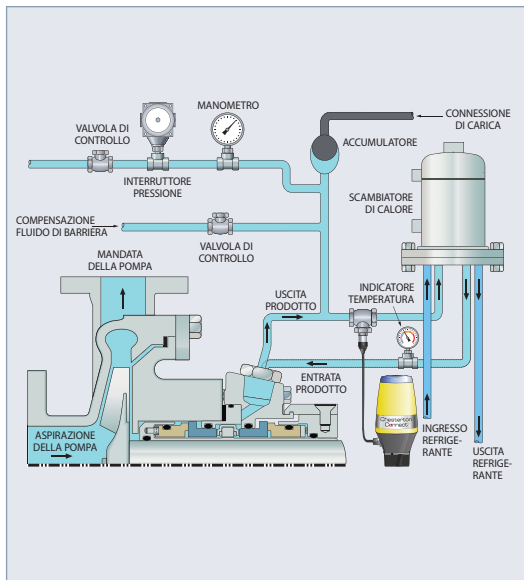 MANOMETRO
CONNESSIONE
DI CARICA
VALVOLA DI
CONTROLLO
ACCUMULATORE
INTERRUTTORE
PRESSIONE
SCAMBIATORE
DI CALORE
COMPENSAZIONE
FLUIDO DI BARRIERA
VALVOLA DI
CONTROLLO
MANDATA
DELLA POMPA
USCITA
PRODOTTO
INDICATORE
TEMPERATURA
ENTRATA
PRODOTTO
Chesterton
Connect
ASPIRAZIONE
DELLA POMPA
INGRESSO
REFRIGE-
RANTE
USCITA
REFRIGE-
RANTE